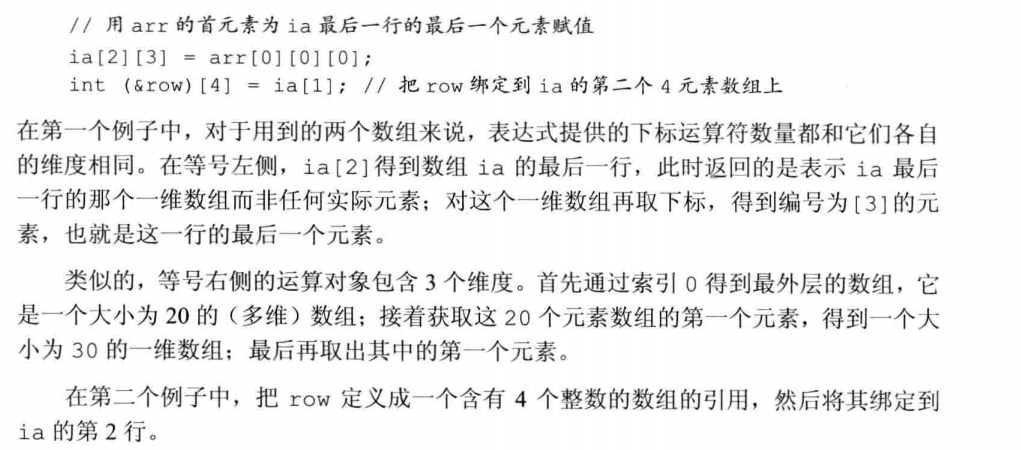 // 用 arr 的首元素为 ia 最后一行的最后一个元素赋值
ia[2][3] = arr[0][0][0];
int (&row)[4] = ia[1]; // 把 row 绑定到 ia 的第二个 4 元素数组上
在第一个例子中，对于用到的两个数组来说，表达式提供的下标运算符数量都和它们各自
的维度相同。在等号左侧，ia[2]得到数组 ia 的最后一行，此时返回的是表示 ia 最后
一行的那个一维数组而非任何实际元素；对这个一维数组再取下标，得到编号为[3]的元
素，也就是这一行的最后一个元素。
类似的，等号右侧的运算对象包含 3 个维度。首先通过索引 0 得到最外层的数组，它
是一个大小为 20 的（多维）数组；接着获取这 20 个元素数组的第一个元素，得到一个大
小为 30 的一维数组；最后再取出其中的第一个元素。
在第二个例子中，把 row 定义成一个含有 4 个整数的数组的引用，然后将其绑定到
ia 的第 2 行。